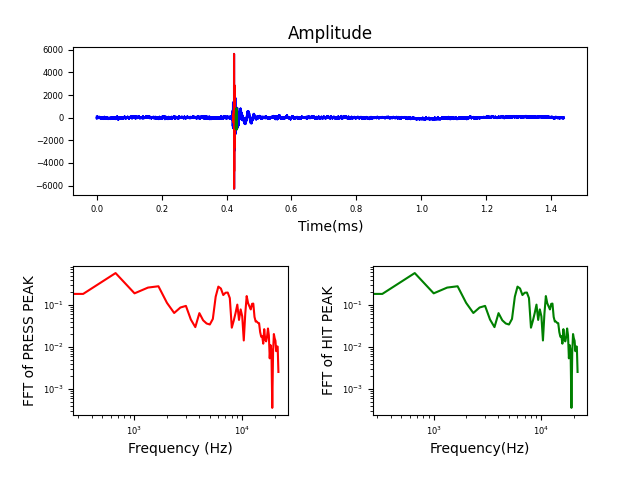 Amplitude
6000
4000
2000
0
−2000
−4000
−6000
0.0 0.2 0.4 0.6 0.8 1.0 1.2 1.4
Time(ms)
FFT of PRESS PEAK
10⁻¹
10⁻²
10⁻³
10³ 10⁴
Frequency (Hz)
FFT of HIT PEAK
10⁻¹
10⁻²
10⁻³
10³ 10⁴
Frequency(Hz)